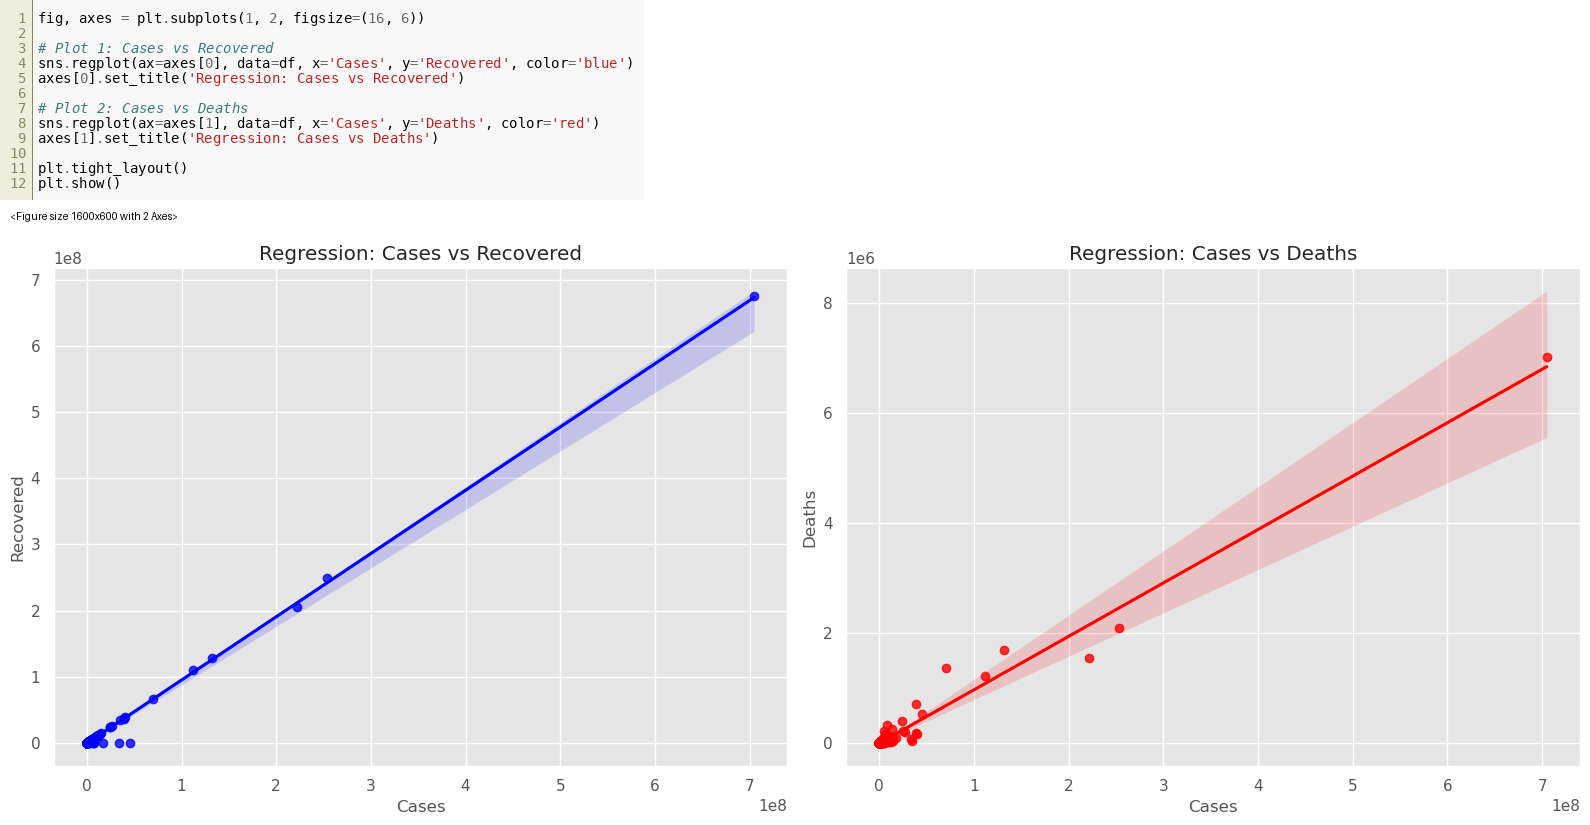 1 fig, axes = plt.subplots(1, 2, figsize=(16, 6))
2
3 # Plot 1: Cases vs Recovered
4 sns.regplot(ax=axes[0], data=df, x='Cases', y='Recovered', color='blue')
5 axes[0].set_title('Regression: Cases vs Recovered')
6
7 # Plot 2: Cases vs Deaths
8 sns.regplot(ax=axes[1], data=df, x='Cases', y='Deaths', color='red')
9 axes[1].set_title('Regression: Cases vs Deaths')
10
11 plt.tight_layout()
12 plt.show()
<Figure size 1600x600 with 2 Axes>
Regression: Cases vs Recovered
1e8
7
6
5
4
3
2
1
0
Recovered
0 1 2 3 4 5 6 7
Cases
1e8
Regression: Cases vs Deaths
1e6
8
6
4
2
0
Deaths
0 1 2 3 4 5 6 7
Cases
1e8